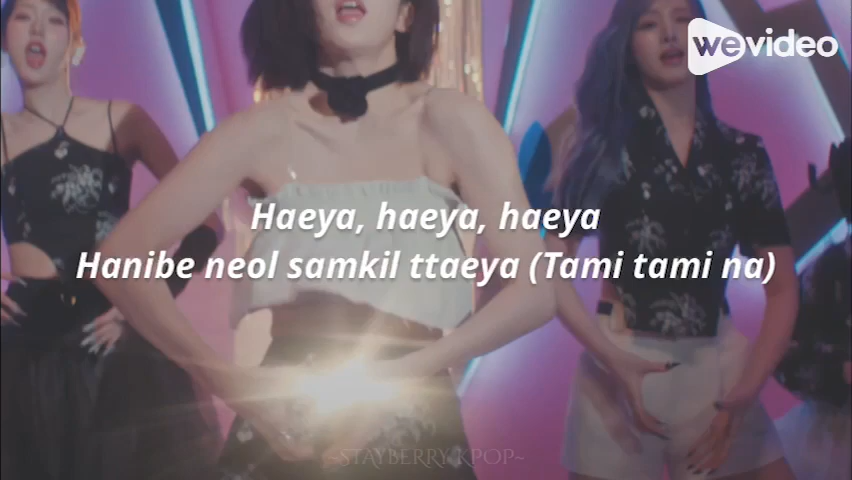 wevideo
Haeya, haeya, haeya
Hanibe neol samkil ttaeya (Tami tami na)
~STAYBERRY KPOP~